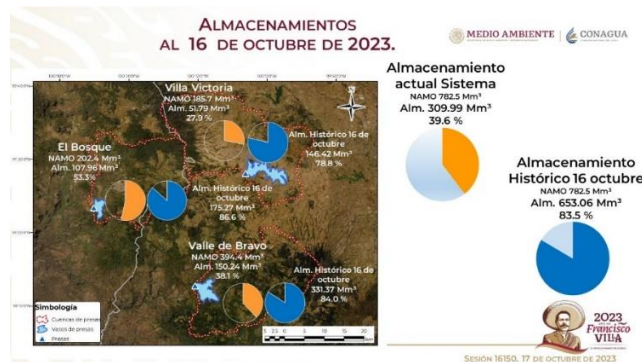 ALMACENAMIENTOS
AL 16 DE OCTUBRE DE 2023.
MEDIO AMBIENTE
CONAGUA
Villa Victoria
NAMO 185.7 Mm³
Alm. 51.79 Mm³
27.9 %
Alm. Histórico 16 de
octubre
146.42 Mm³
78.8 %
El Bosque
NAMO 202.4 Mm³
Alm. 107.96 Mm³
53.3%
Alm. Histórico 16 de
octubre
175.27 Mm³
86.6 %
Valle de Bravo
NAMO 394.4 Mm³
Alm. 150.24 Mm³
38.1 %
Alm. Histórico 16 de
octubre
331.37 Mm³
84.0 %
Simbología
Cuencas de presas
Vasos de presas
Presas
Almacenamiento
actual Sistema
NAMO 782.5 Mm³
Alm. 309.99 Mm³
39.6 %
Almacenamiento
Histórico 16 octubre
NAMO 782.5 Mm³
Alm. 653.06 Mm³
83.5 %
2023
Francisco
VILLA
SESIÓN 16150, 17 DE OCTUBRE DE 2023